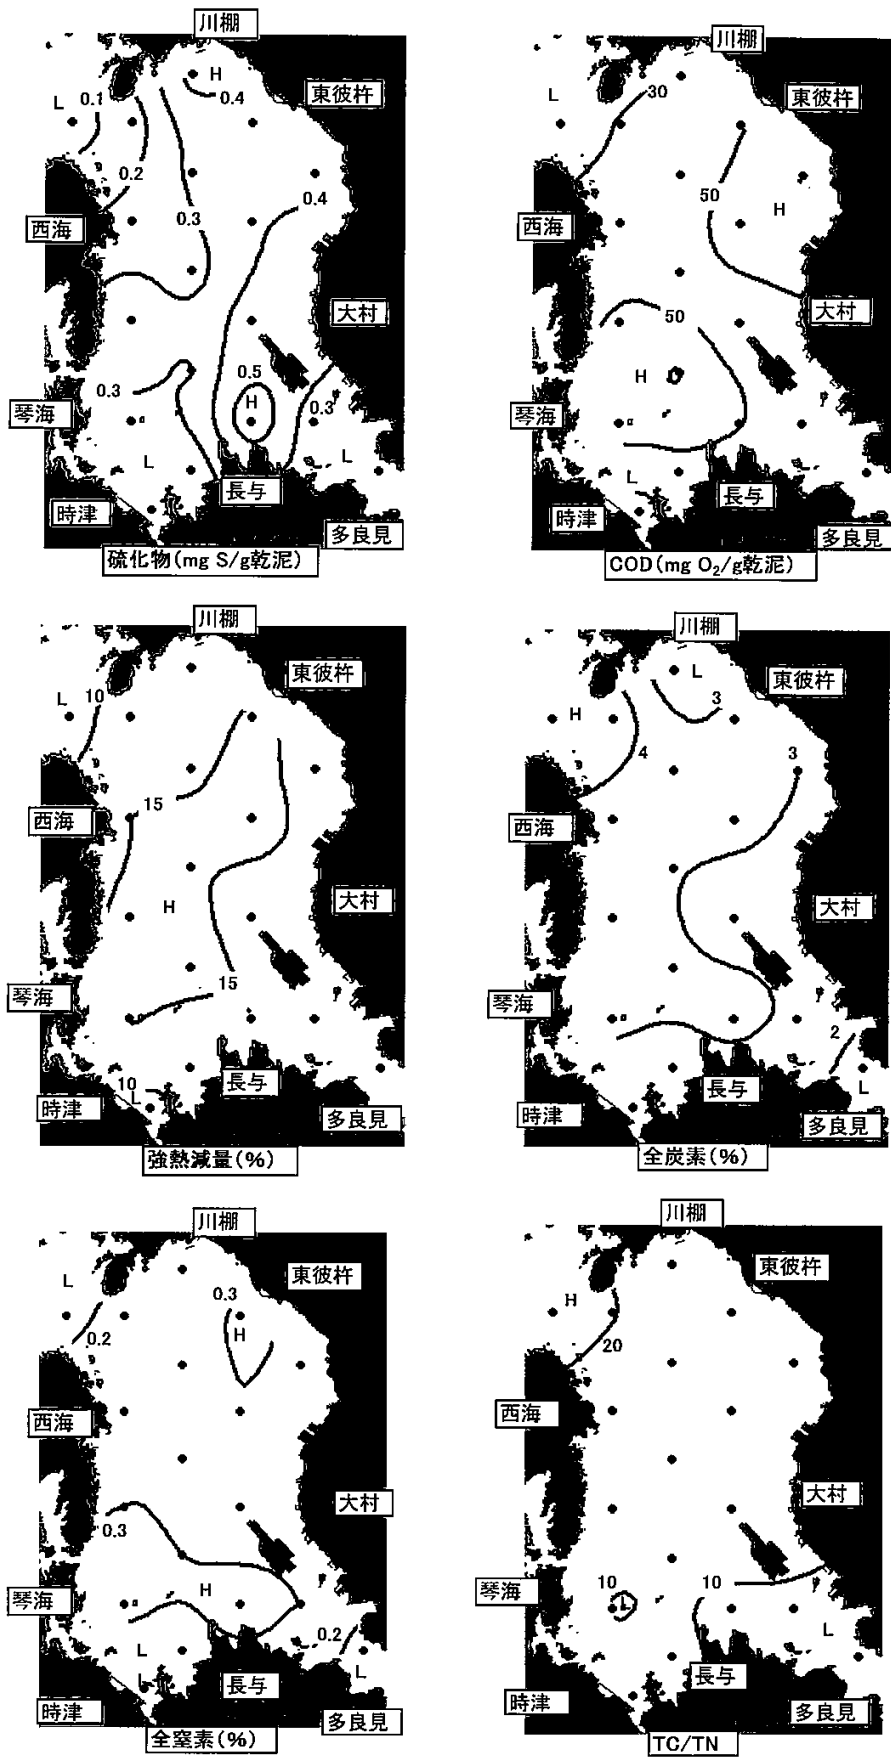 川棚
H
L
0.1
0.4
東彼杵
0.2
0.3
0.4
西海
大村
0.3
0.5
H
0.3
琴海
L
L
長与
時津
多良見
硫化物(mg S/g乾泥)
川棚
L
30
東彼杵
50
H
西海
大村
50
H
L
琴海
L
長与
時津
多良見
COD(mg O₂/g乾泥)
川棚
東彼杵
L
10
15
西海
H
大村
15
琴海
10
L
長与
時津
多良見
強熱減量(%)
川棚
L
東彼杵
3
H
4
3
西海
大村
琴海
2
長与
L
時津
多良見
全炭素(%)
川棚
L
東彼杵
0.3
0.2
H
西海
大村
0.3
H
琴海
L
0.2
L
L
長与
時津
多良見
全窒素(%)
川棚
東彼杵
H
20
西海
大村
10
10
琴海
L
L
長与
時津
多良見
TC/TN